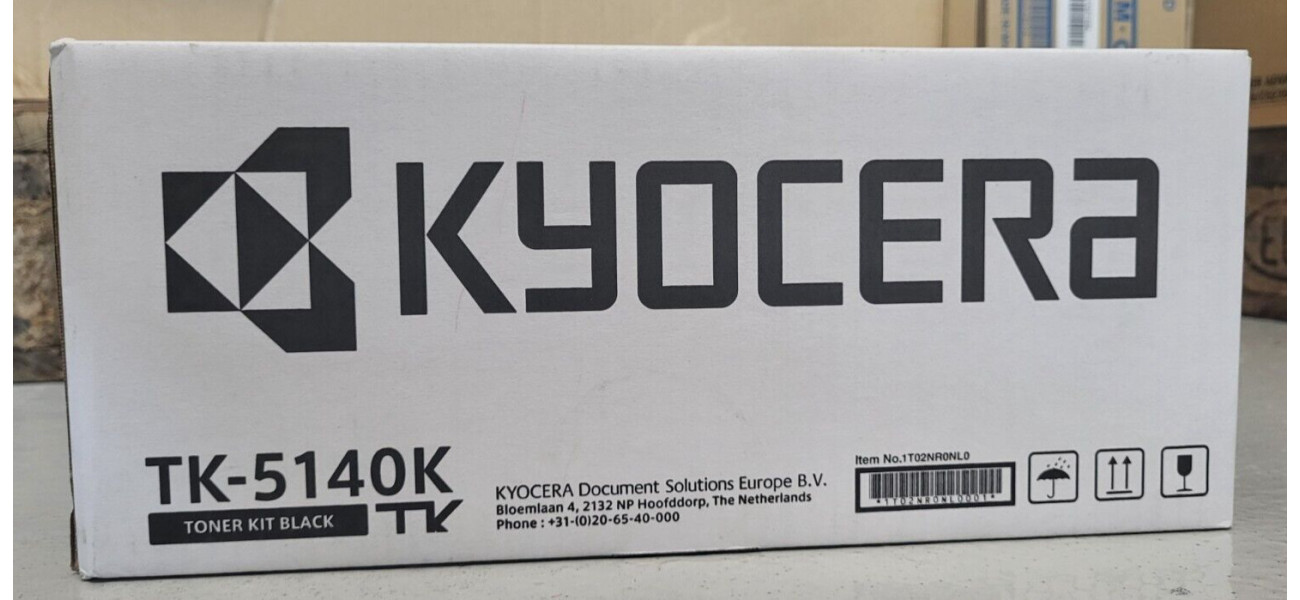 KYOCERA
TK-5140K
TONER KIT BLACK
TK
KYOCERA Document Solutions Europe B.V.
Bloemlaan 4, 2132 NP Hoofddorp, The Netherlands
Phone : +31-(0)20-65-40-000
Item No.1T02NR0NL0
*1T02NR0NL0001*